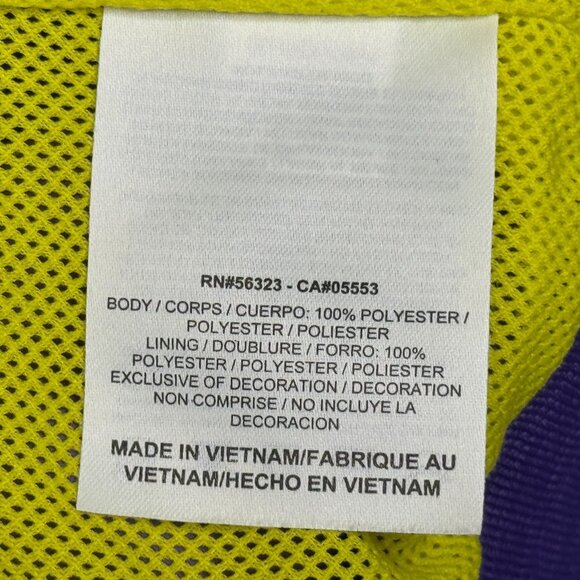 RN#56323 - CA#05553
BODY / CORPS / CUERPO: 100% POLYESTER /
POLYESTER / POLIESTER
LINING / DOUBLURE / FORRO: 100%
POLYESTER / POLYESTER / POLIESTER
EXCLUSIVE OF DECORATION / DECORATION
NON COMPRISE / NO INCLUYE LA
DECORACION
MADE IN VIETNAM/FABRIQUE AU
VIETNAM/HECHO EN VIETNAM